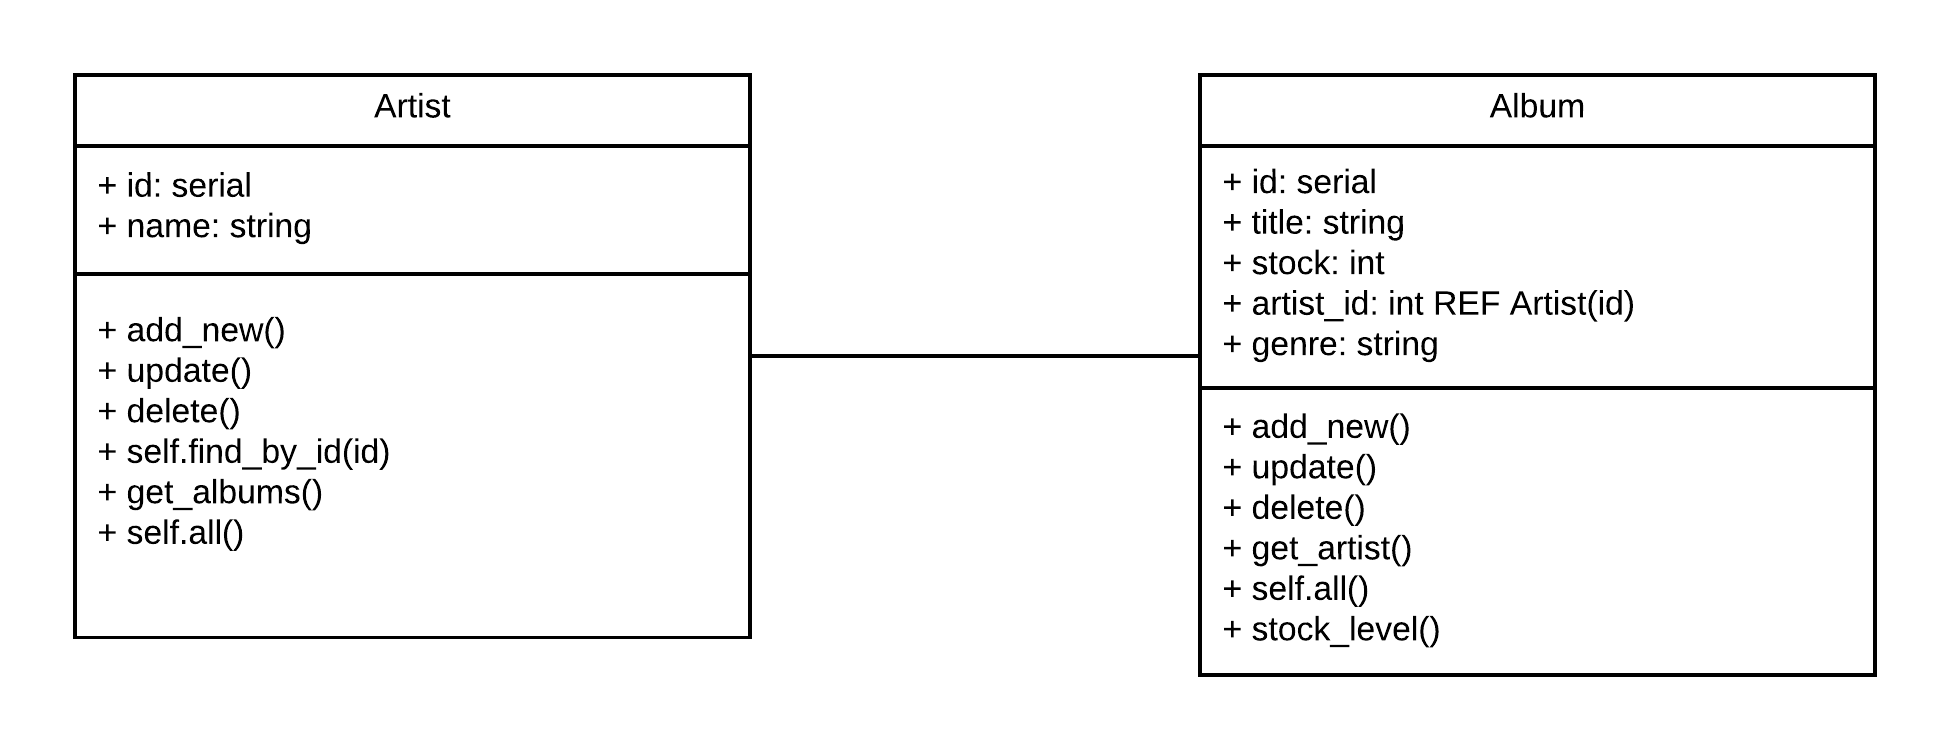 Artist
+ id: serial
+ name: string
+ add_new()
+ update()
+ delete()
+ self.find_by_id(id)
+ get_albums()
+ self.all()
Album
+ id: serial
+ title: string
+ stock: int
+ artist_id: int REF Artist(id)
+ genre: string
+ add_new()
+ update()
+ delete()
+ get_artist()
+ self.all()
+ stock_level()